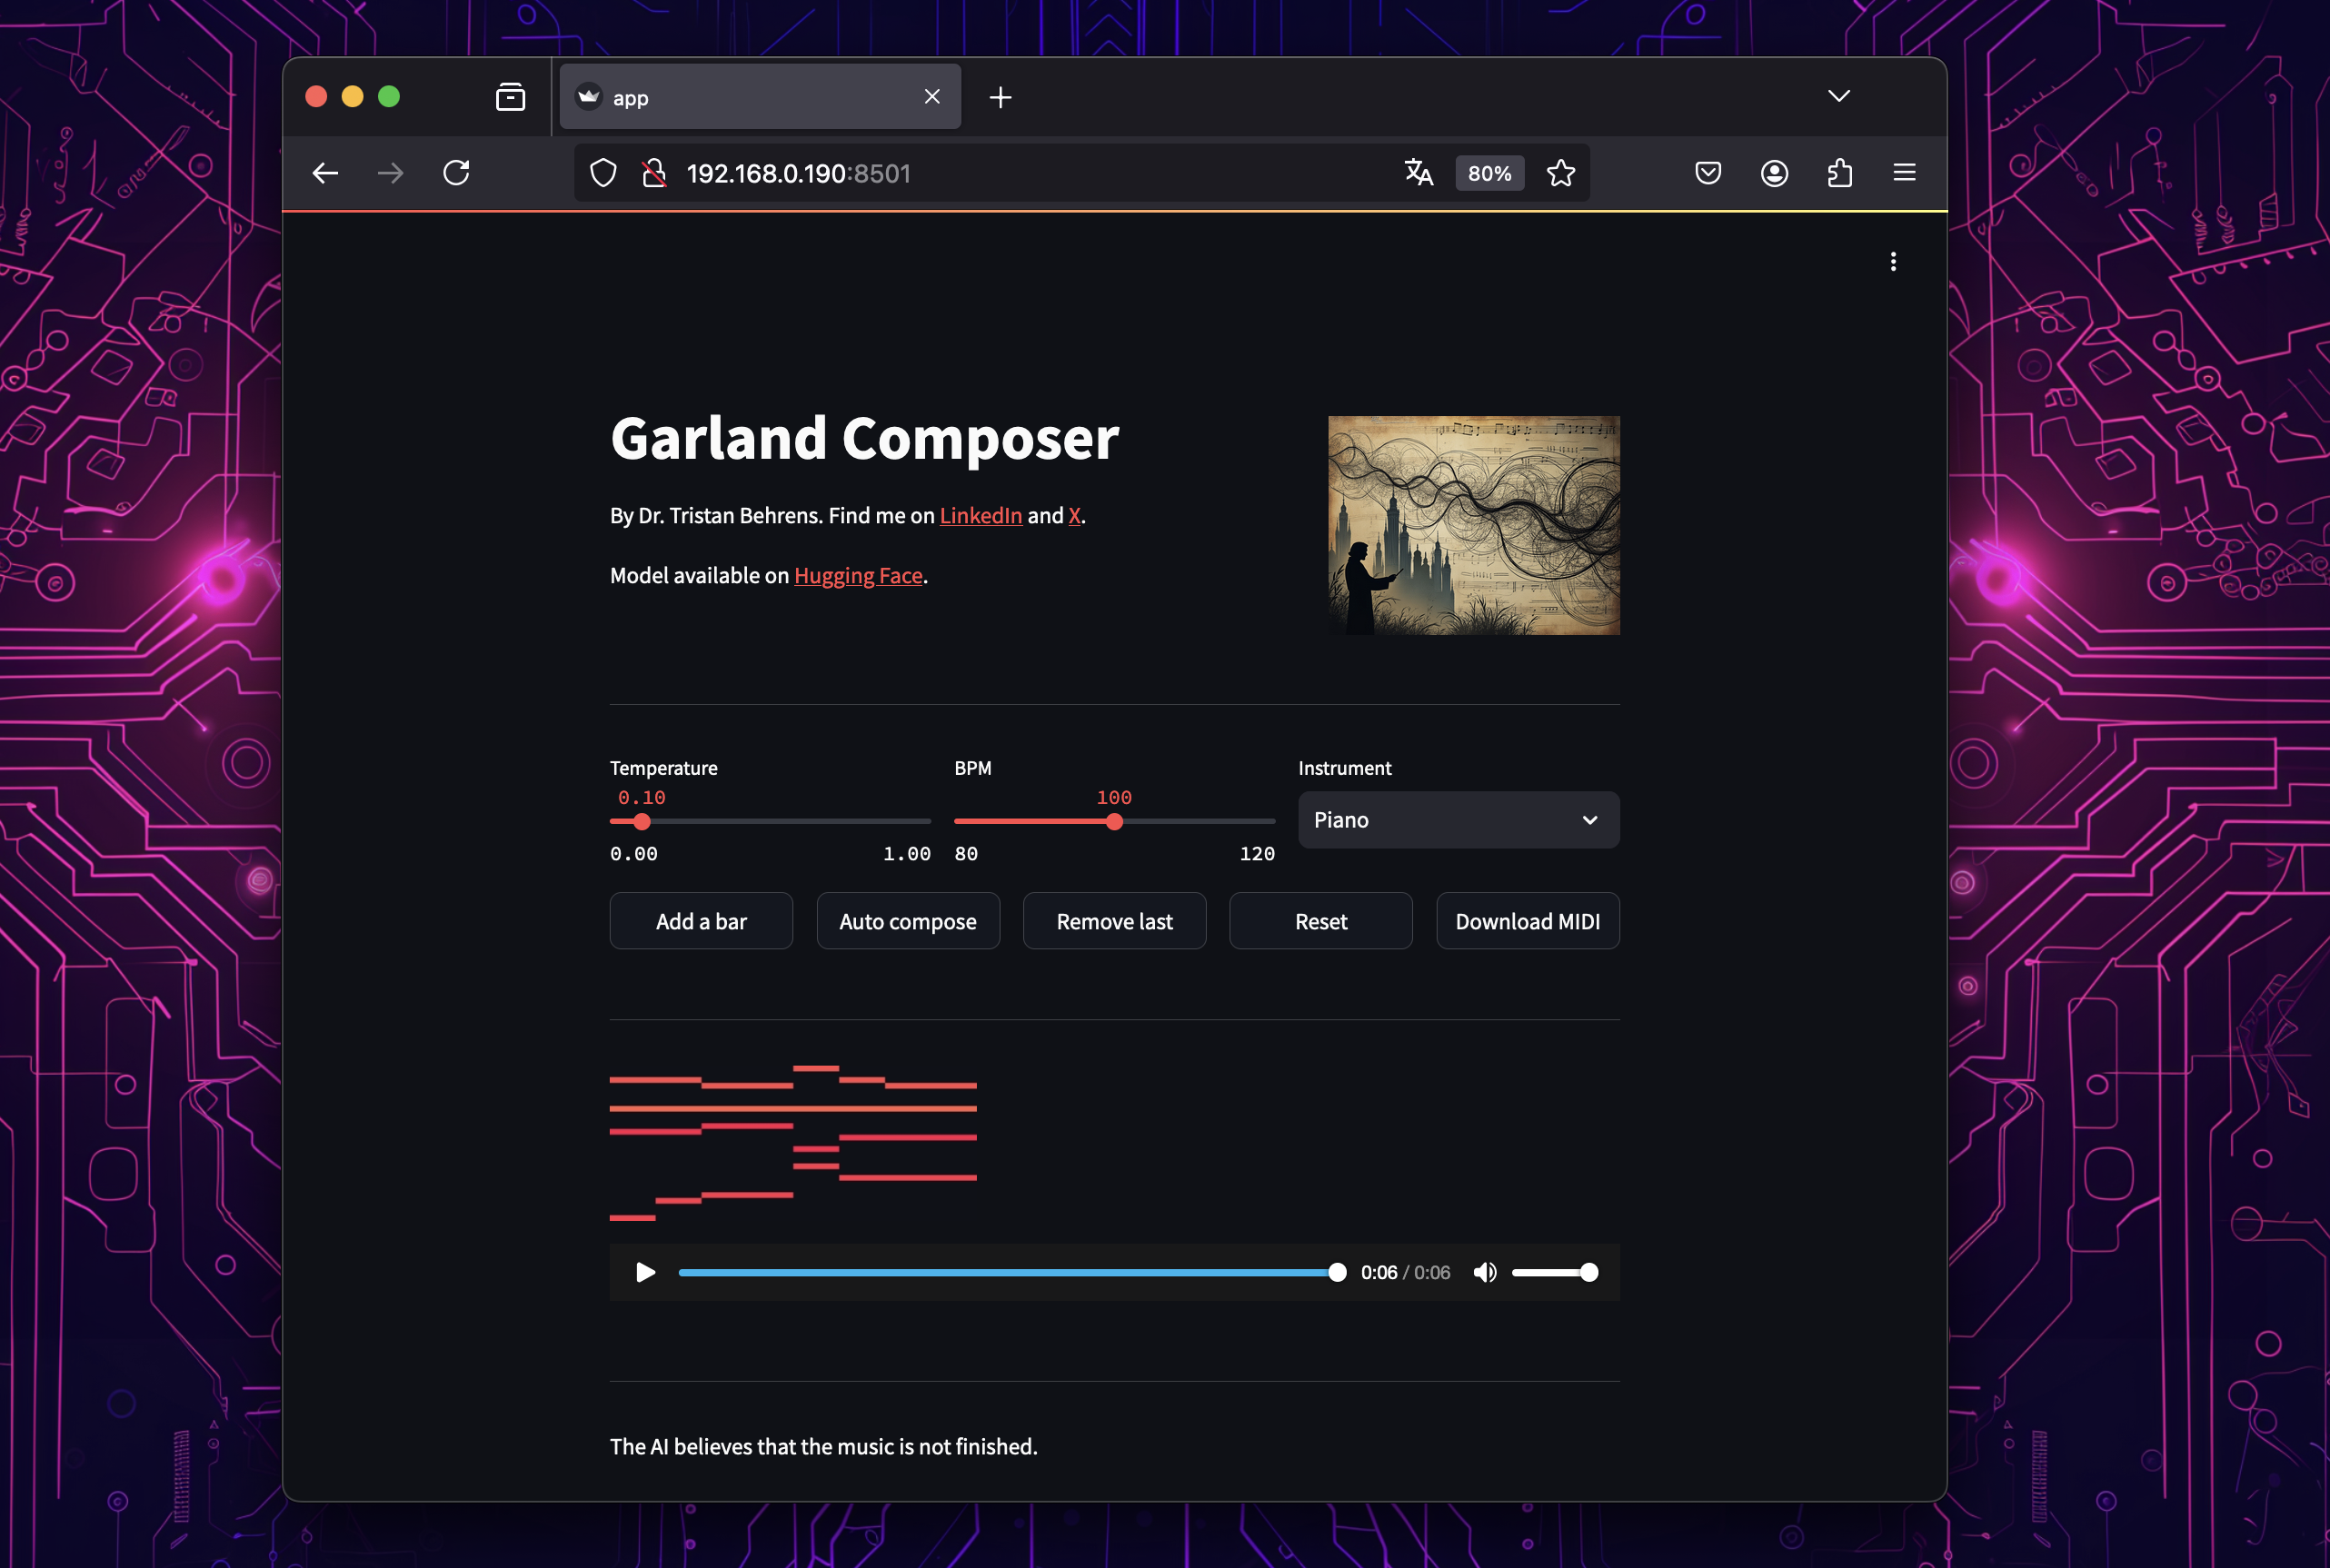 app
192.168.0.190:8501
80%
Garland Composer
By Dr. Tristan Behrens. Find me on LinkedIn and X.
Model available on Hugging Face.
Temperature
BPM
Instrument
0.10
100
Piano
0.00 1.00
80 120
Add a bar
Auto compose
Remove last
Reset
Download MIDI
0:06 / 0:06
The AI believes that the music is not finished.